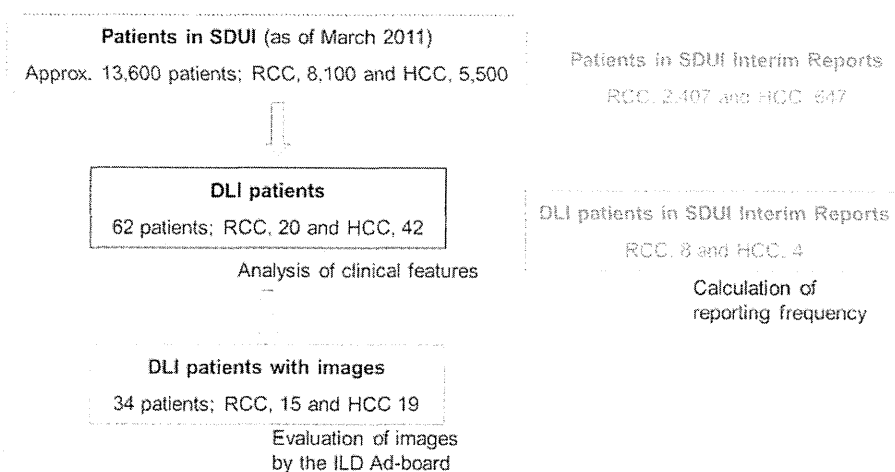 Patients in SDUI (as of March 2011)
Approx. 13,600 patients; RCC, 8,100 and HCC, 5,500
Patients in SDUI Interim Reports
RCC, 2,407 and HCC, 647
DLI patients
62 patients; RCC, 20 and HCC, 42
Analysis of clinical features
DLI patients in SDUI Interim Reports
RCC, 8 and HCC, 4
Calculation of
reporting frequency
DLI patients with images
34 patients; RCC, 15 and HCC 19
Evaluation of images
by the ILD Ad-board